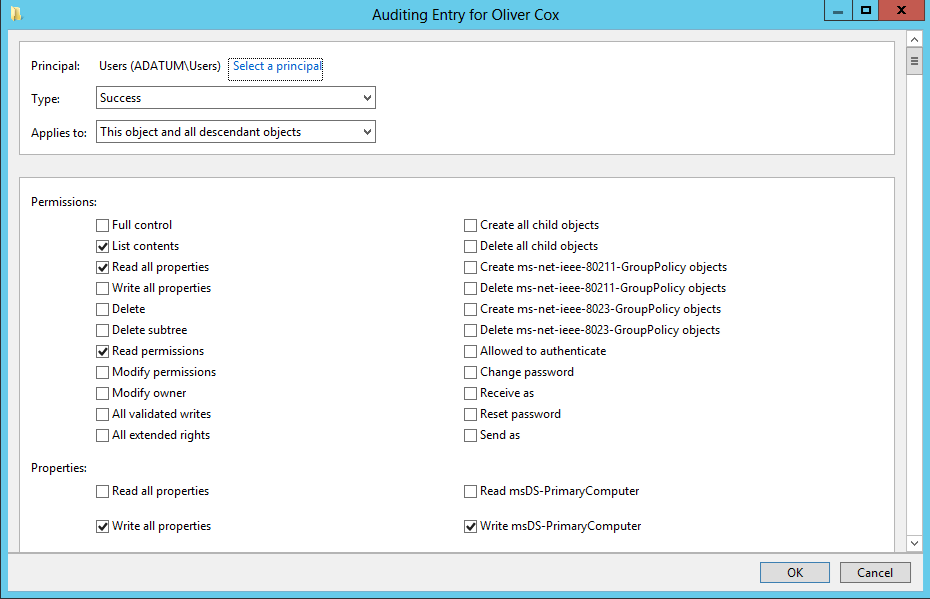 Auditing Entry for Oliver Cox
Principal: Users (ADATUM\Users) Select a principal
Type: Success
Applies to: This object and all descendant objects
Permissions:
Full control
List contents
Read all properties
Write all properties
Delete
Delete subtree
Read permissions
Modify permissions
Modify owner
All validated writes
All extended rights
Create all child objects
Delete all child objects
Create ms-net-ieee-80211-GroupPolicy objects
Delete ms-net-ieee-80211-GroupPolicy objects
Create ms-net-ieee-8023-GroupPolicy objects
Delete ms-net-ieee-8023-GroupPolicy objects
Allowed to authenticate
Change password
Receive as
Reset password
Send as
Properties:
Read all properties
Write all properties
Read msDS-PrimaryComputer
Write msDS-PrimaryComputer
OK Cancel